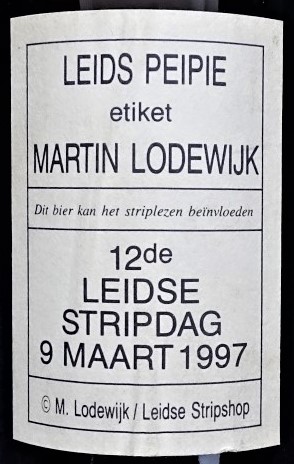 LEIDS PEIPIE
etiket
MARTIN LODEWIJK
Dit bier kan het striplezen beïnvloeden
12de
LEIDSE
STRIPDAG
9 MAART 1997
© M. Lodewijk / Leidse Stripshop